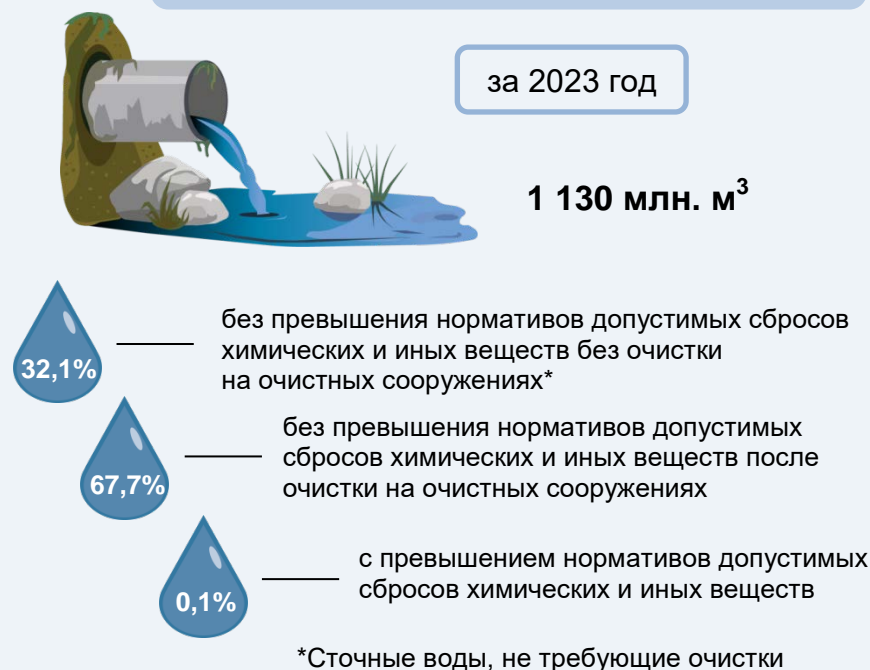 за 2023 год
1 130 млн. м³
32,1%
без превышения нормативов допустимых сбросов
химических и иных веществ без очистки
на очистных сооружениях*
67,7%
без превышения нормативов допустимых
сбросов химических и иных веществ после
очистки на очистных сооружениях
0,1%
с превышением нормативов допустимых
сбросов химических и иных веществ
*Сточные воды, не требующие очистки